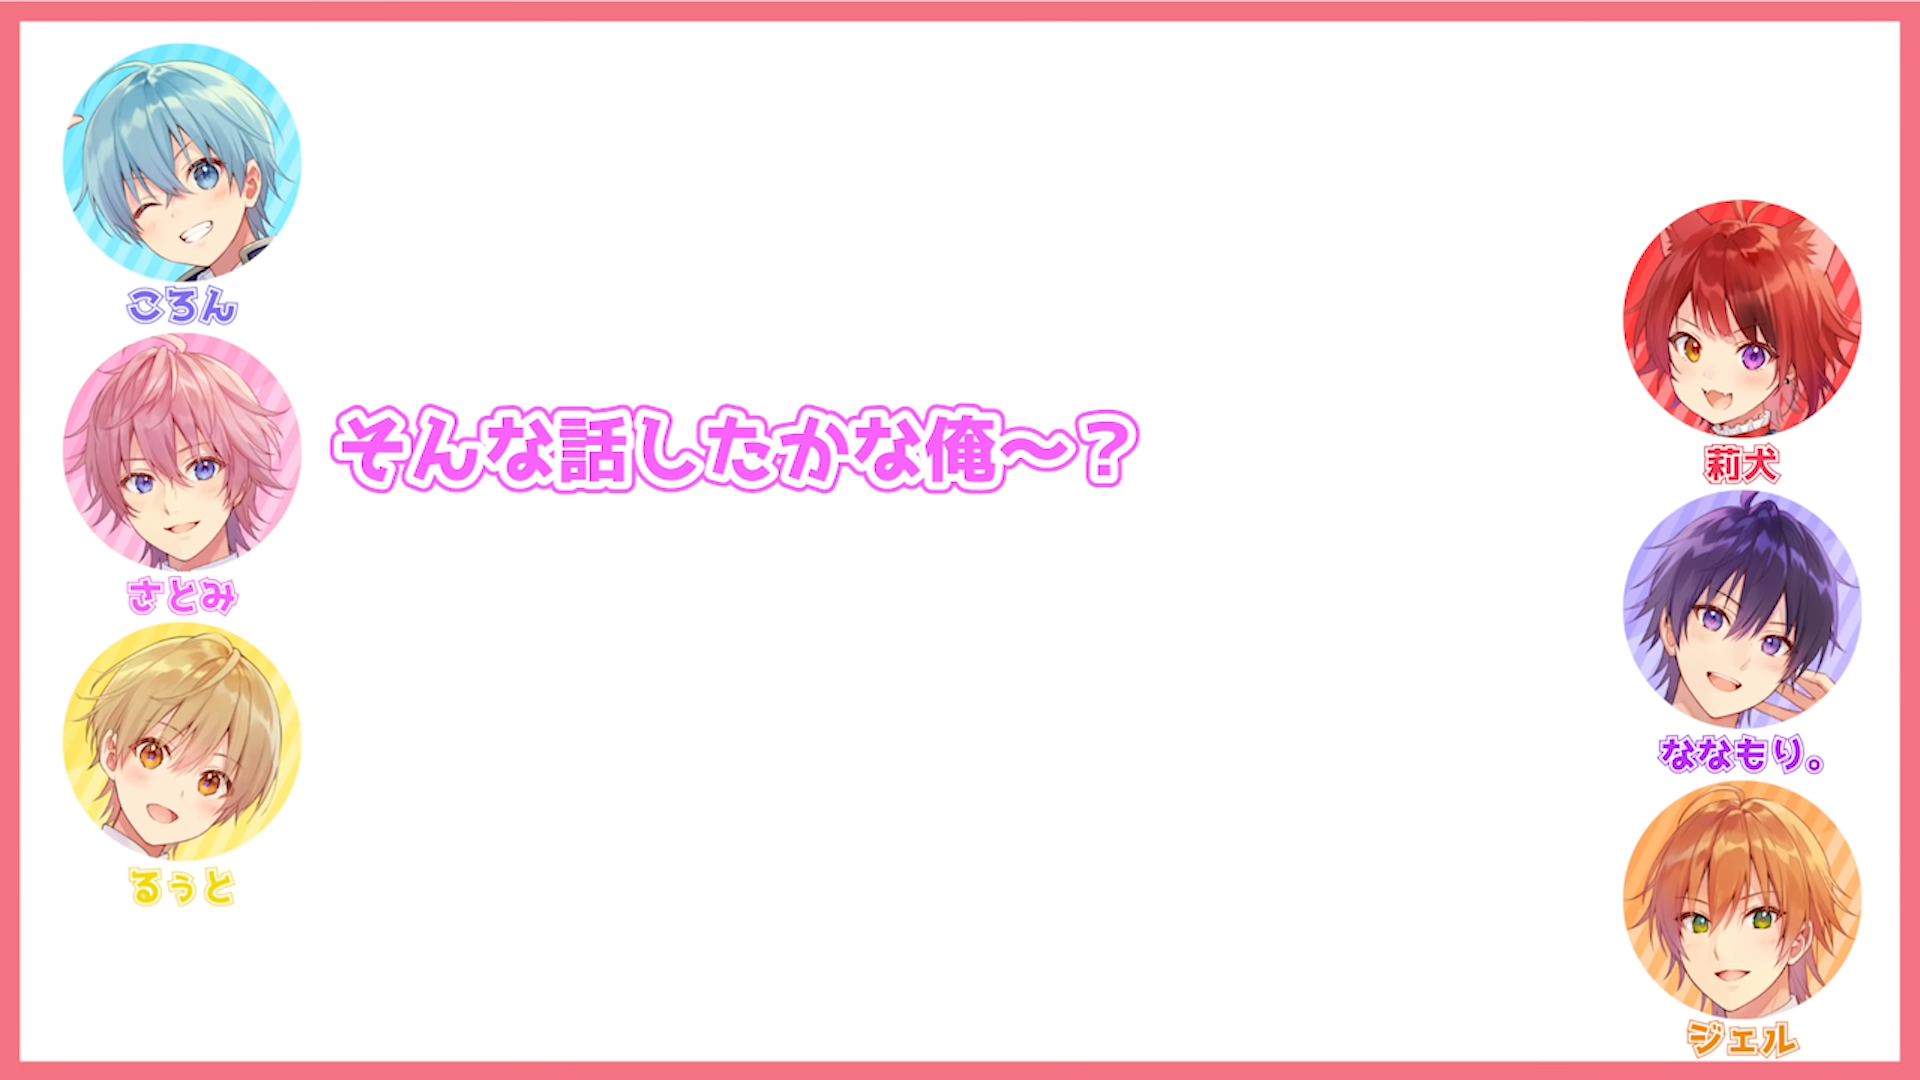 ころん
さとみ
るぅと
そんな話したかな俺〜？
莉犬
ななもり。
ジェル